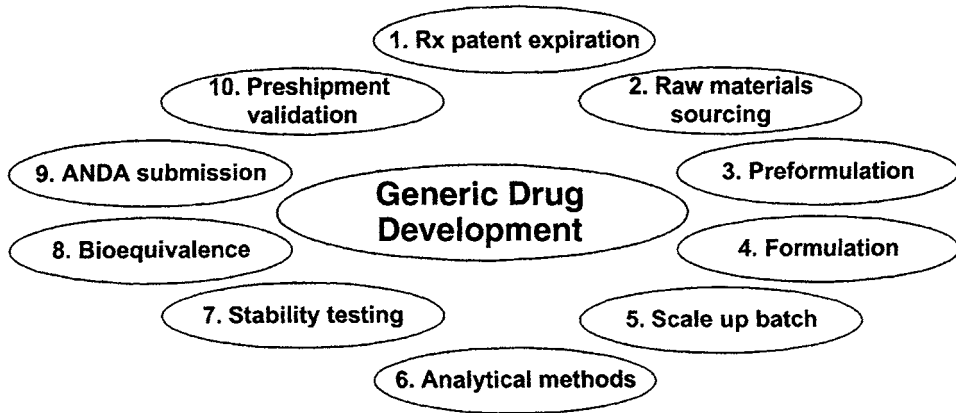 1. Rx patent expiration
10. Preshipment
validation
2. Raw materials
sourcing
9. ANDA submission
3. Preformulation
Generic Drug
Development
8. Bioequivalence
4. Formulation
7. Stability testing
5. Scale up batch
6. Analytical methods